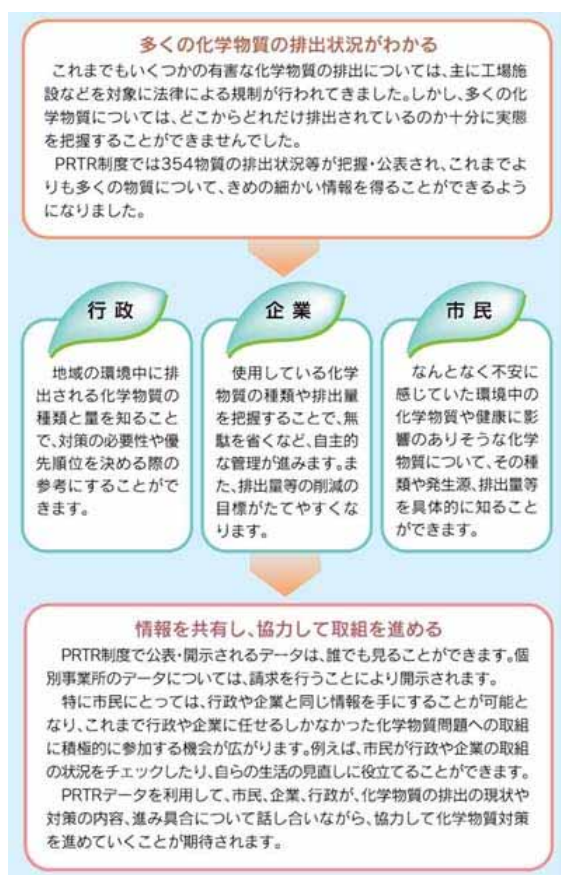 多くの化学物質の排出状況がわかる
これまでもいくつかの有害な化学物質の排出については、主に工場施
設などを対象に法律による規制が行われてきました。しかし、多くの化
学物質については、どこからどれだけ排出されているのか十分に実態
を把握することができませんでした。
PRTR制度では354物質の排出状況等が把握・公表され、これまでよ
りも多くの物質について、きめの細かい情報を得ることができるよう
になりました。
行政
地域の環境中に排
出される化学物質の
種類と量を知ること
で、対策の必要性や優
先順位を決める際の
参考にすることがで
きます。
企業
使用している化学
物質の種類や排出量
を把握することで、無
駄を省くなど、自主的
な管理が進みます。ま
た、排出量等の削減の
目標がたてやすくな
ります。
市民
なんとなく不安に
感じていた環境中の
化学物質や健康に影
響のありそうな化学
物質について、その種
類や発生源、排出量等
を具体的に知ること
ができます。
情報を共有し、協力して取組を進める
PRTR制度で公表・開示されるデータは、誰でも見ることができます。個
別事業所のデータについては、請求を行うことにより開示されます。
特に市民にとっては、行政や企業と同じ情報を手にすることが可能と
なり、これまで行政や企業に任せるしかなかった化学物質問題への取組
に積極的に参加する機会が広がります。例えば、市民が行政や企業の取組
の状況をチェックしたり、自らの生活の見直しに役立てることができます。
PRTRデータを利用して、市民、企業、行政が、化学物質の排出の現状や
対策の内容、進み具合について話し合いながら、協力して化学物質対策
を進めていくことが期待されます。